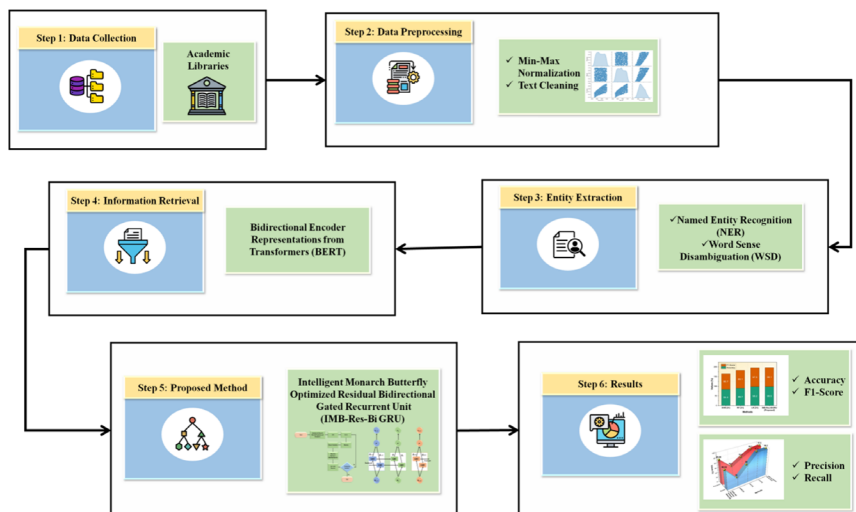 Step 1: Data Collection
Academic
Libraries
Step 2: Data Preprocessing
✓ Min-Max
Normalization
✓ Text Cleaning
Step 3: Entity Extraction
✓Named Entity Recognition
(NER)
✓Word Sense
Disambiguation (WSD)
Step 4: Information Retrieval
Bidirectional Encoder
Representations from
Transformers (BERT)
Step 5: Proposed Method
Intelligent Monarch Butterfly
Optimized Residual Bidirectional
Gated Recurrent Unit
(IMB-Res-Bi GRU)
Step 6: Results
✓ Accuracy
✓ F1-Score
✓ Precision
✓ Recall